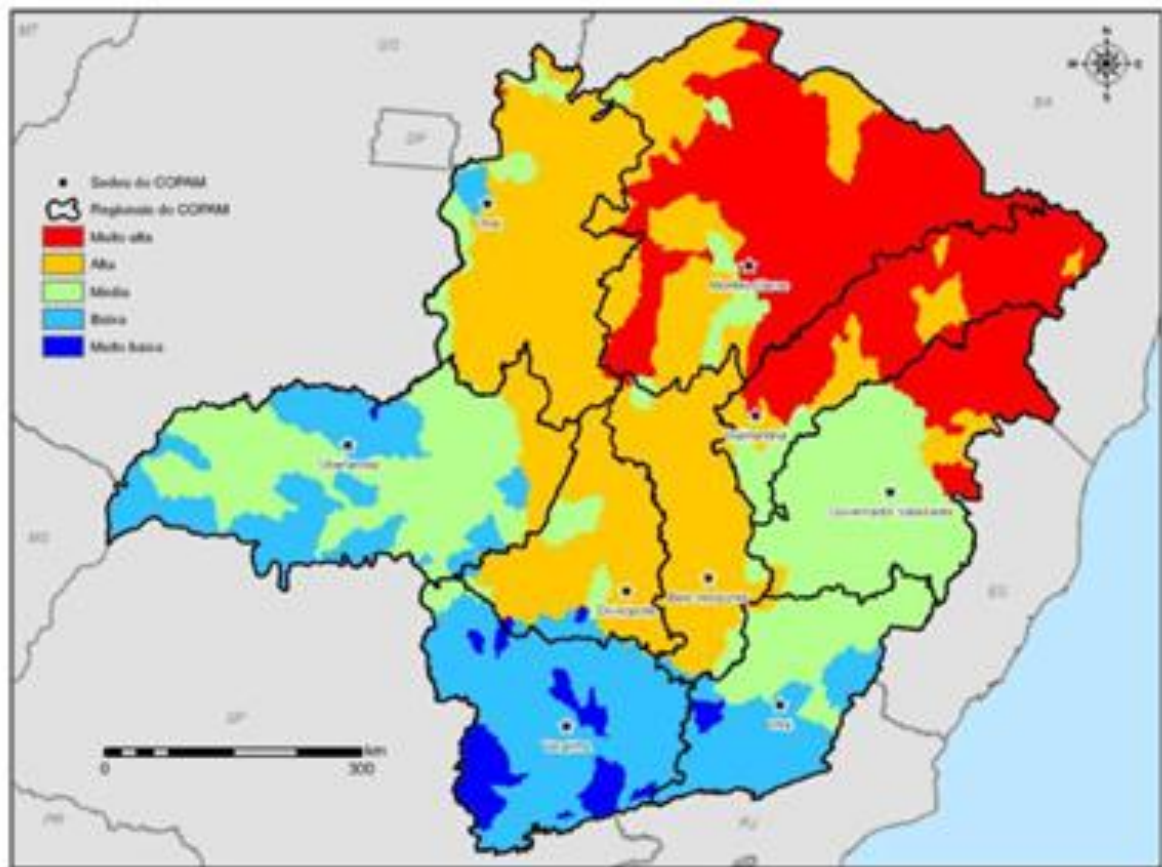 MT
GO
BA
DF
N
E
S
Sedes do COPAM
Regionais do COPAM
Muito alta
Alta
Média
Baixa
Muito baixa
Montes Claros
Diamantina
Uberlândia
Governador Valadares
MS
ES
Divinópolis
Belo Horizonte
Ubá
Varginha
SP
km
0
300
PR
RJ